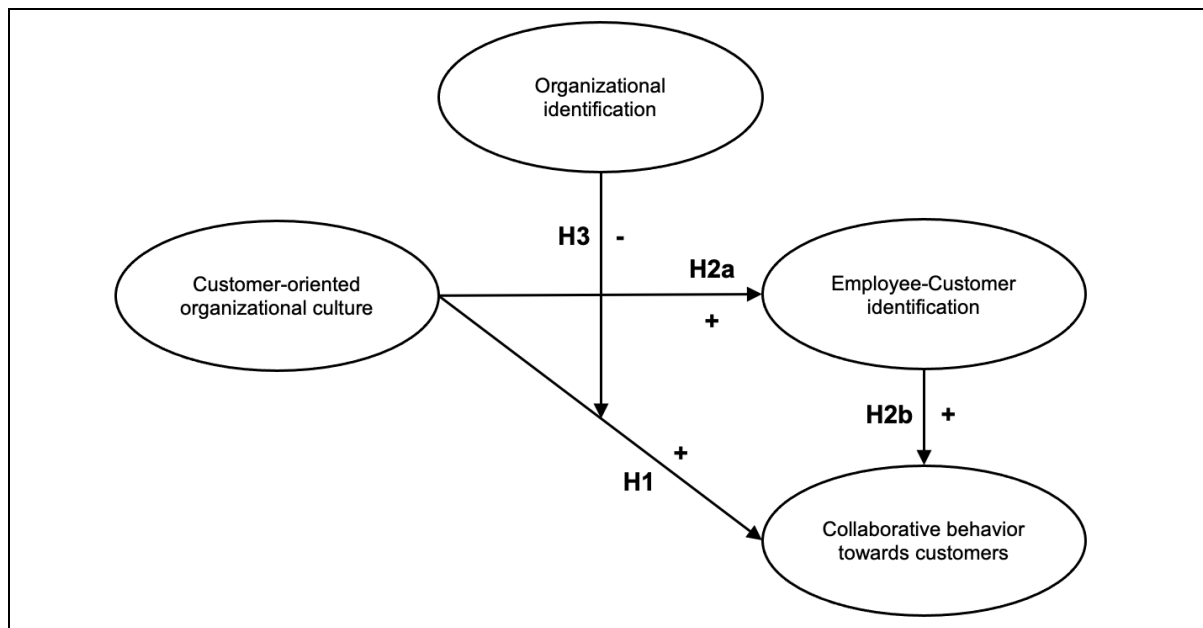 Organizational
identification
H3 -
Customer-oriented
organizational culture
H2a
+
Employee-Customer
identification
H2b +
+
H1
Collaborative behavior
towards customers